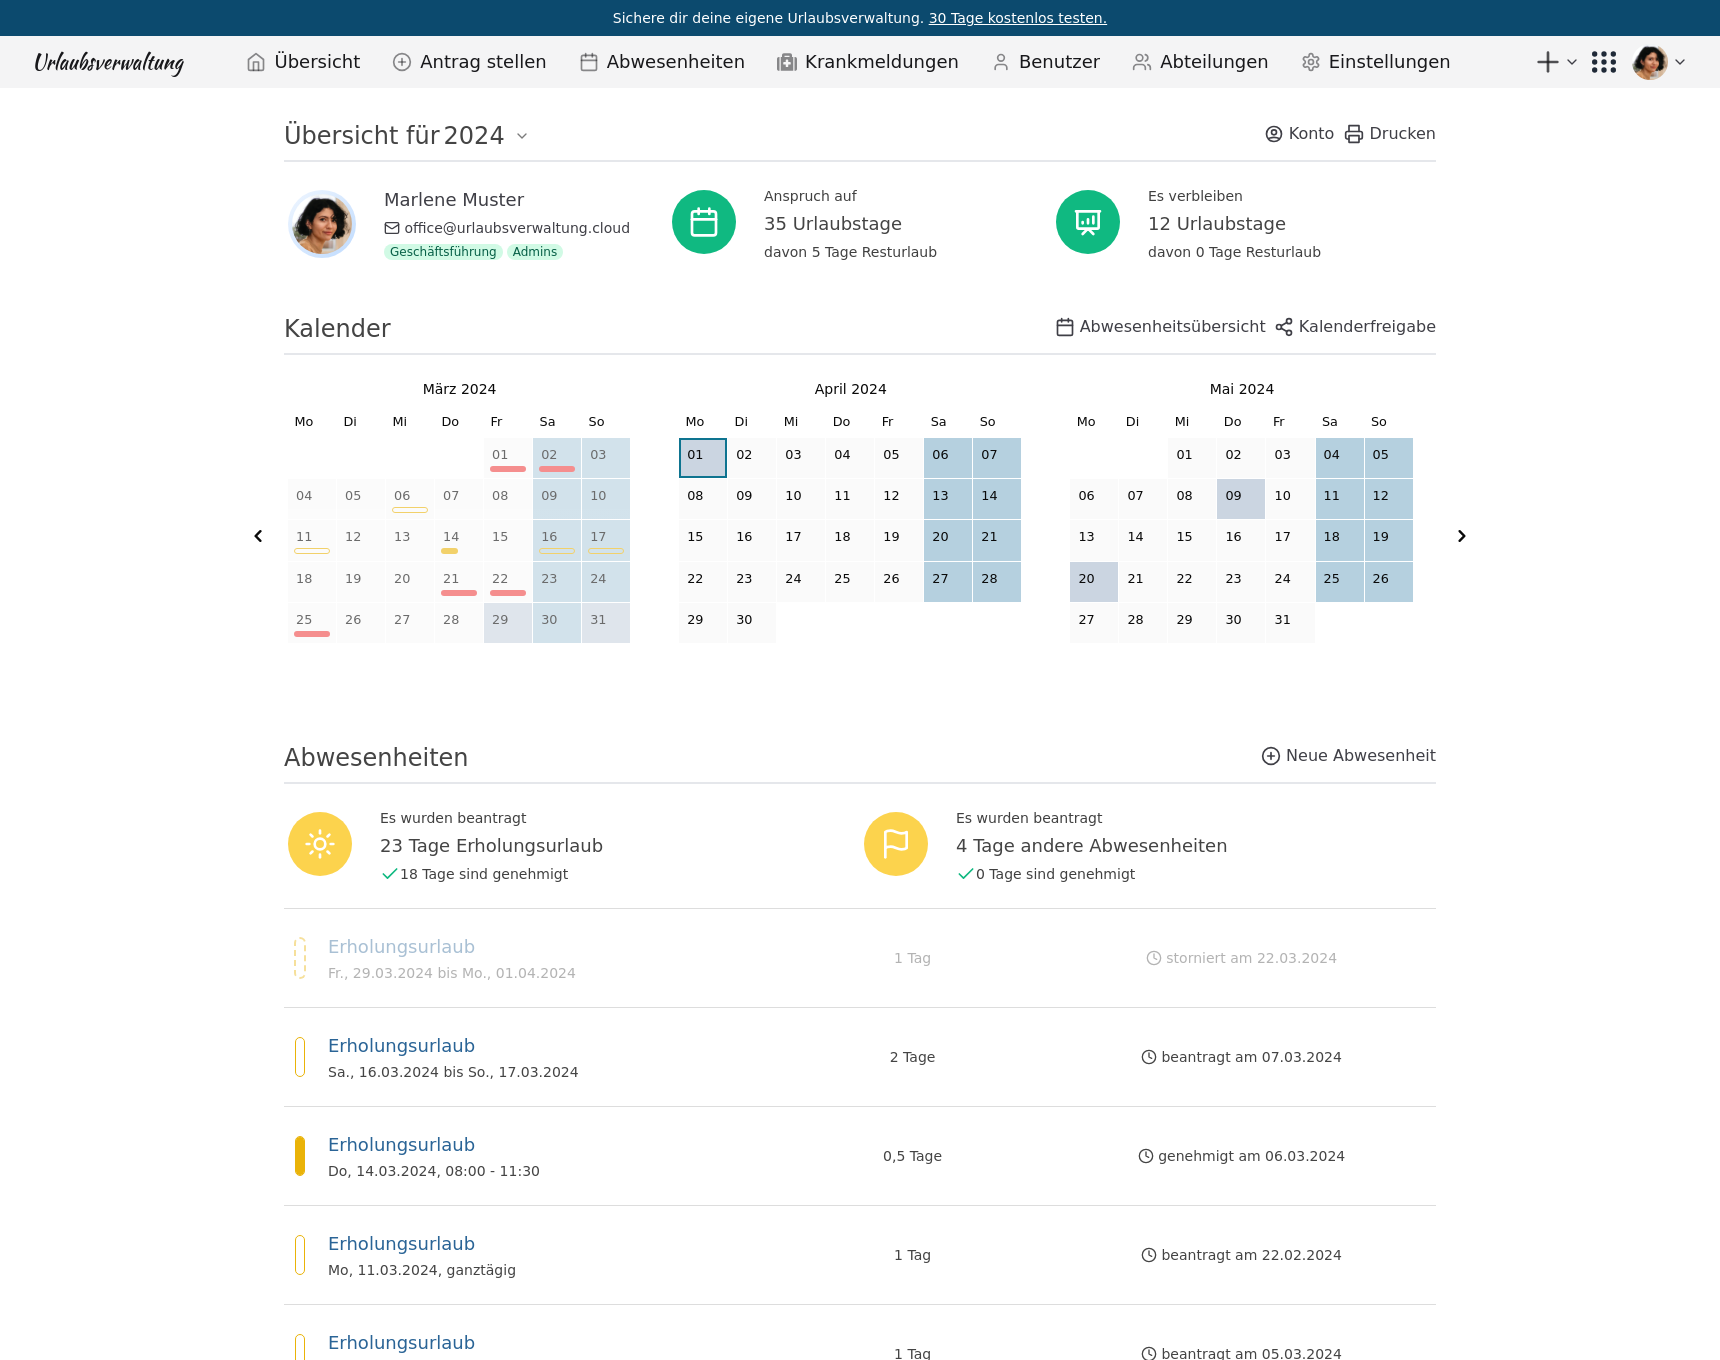 Sichere dir deine eigene Urlaubsverwaltung. 30 Tage kostenlos testen.
Urlaubsverwaltung Übersicht Antrag stellen Abwesenheiten Krankmeldungen Benutzer Abteilungen Einstellungen
Übersicht für 2024 Konto Drucken
Marlene Muster
office@urlaubsverwaltung.cloud
Geschäftsführung Admins
Anspruch auf
35 Urlaubstage
davon 5 Tage Resturlaub
Es verbleiben
12 Urlaubstage
davon 0 Tage Resturlaub
Kalender Abwesenheitsübersicht Kalenderfreigabe
März 2024
Mo Di Mi Do Fr Sa So
01 02 03
04 05 06 07 08 09 10
11 12 13 14 15 16 17
18 19 20 21 22 23 24
25 26 27 28 29 30 31
April 2024
Mo Di Mi Do Fr Sa So
01 02 03 04 05 06 07
08 09 10 11 12 13 14
15 16 17 18 19 20 21
22 23 24 25 26 27 28
29 30
Mai 2024
Mo Di Mi Do Fr Sa So
01 02 03 04 05
06 07 08 09 10 11 12
13 14 15 16 17 18 19
20 21 22 23 24 25 26
27 28 29 30 31
Abwesenheiten Neue Abwesenheit
Es wurden beantragt
23 Tage Erholungsurlaub
18 Tage sind genehmigt
Es wurden beantragt
4 Tage andere Abwesenheiten
0 Tage sind genehmigt
Erholungsurlaub
Fr., 29.03.2024 bis Mo., 01.04.2024
1 Tag
storniert am 22.03.2024
Erholungsurlaub
Sa., 16.03.2024 bis So., 17.03.2024
2 Tage
beantragt am 07.03.2024
Erholungsurlaub
Do, 14.03.2024, 08:00 - 11:30
0,5 Tage
genehmigt am 06.03.2024
Erholungsurlaub
Mo, 11.03.2024, ganztägig
1 Tag
beantragt am 22.02.2024
Erholungsurlaub
1 Tag
beantragt am 05.03.2024